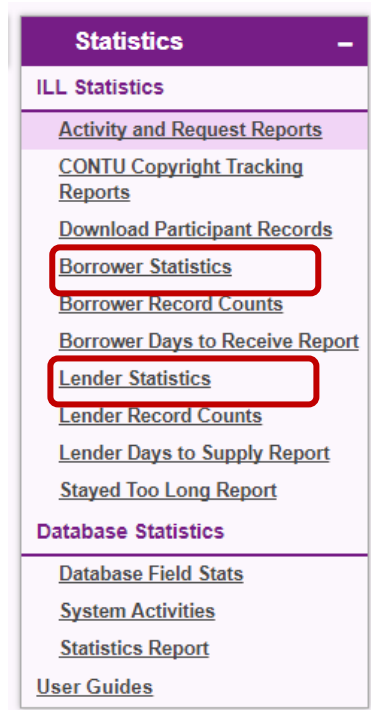 Statistics –
ILL Statistics
Activity and Request Reports
CONTU Copyright Tracking
Reports
Download Participant Records
Borrower Statistics
Borrower Record Counts
Borrower Days to Receive Report
Lender Statistics
Lender Record Counts
Lender Days to Supply Report
Stayed Too Long Report
Database Statistics
Database Field Stats
System Activities
Statistics Report
User Guides